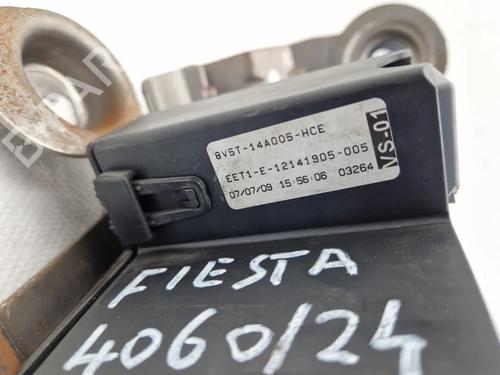 8V5T-14A005-HCE
EET1-E-12141905-005
07/07/09 15:56:06 03264
VS-01
FIESTA
4060/24